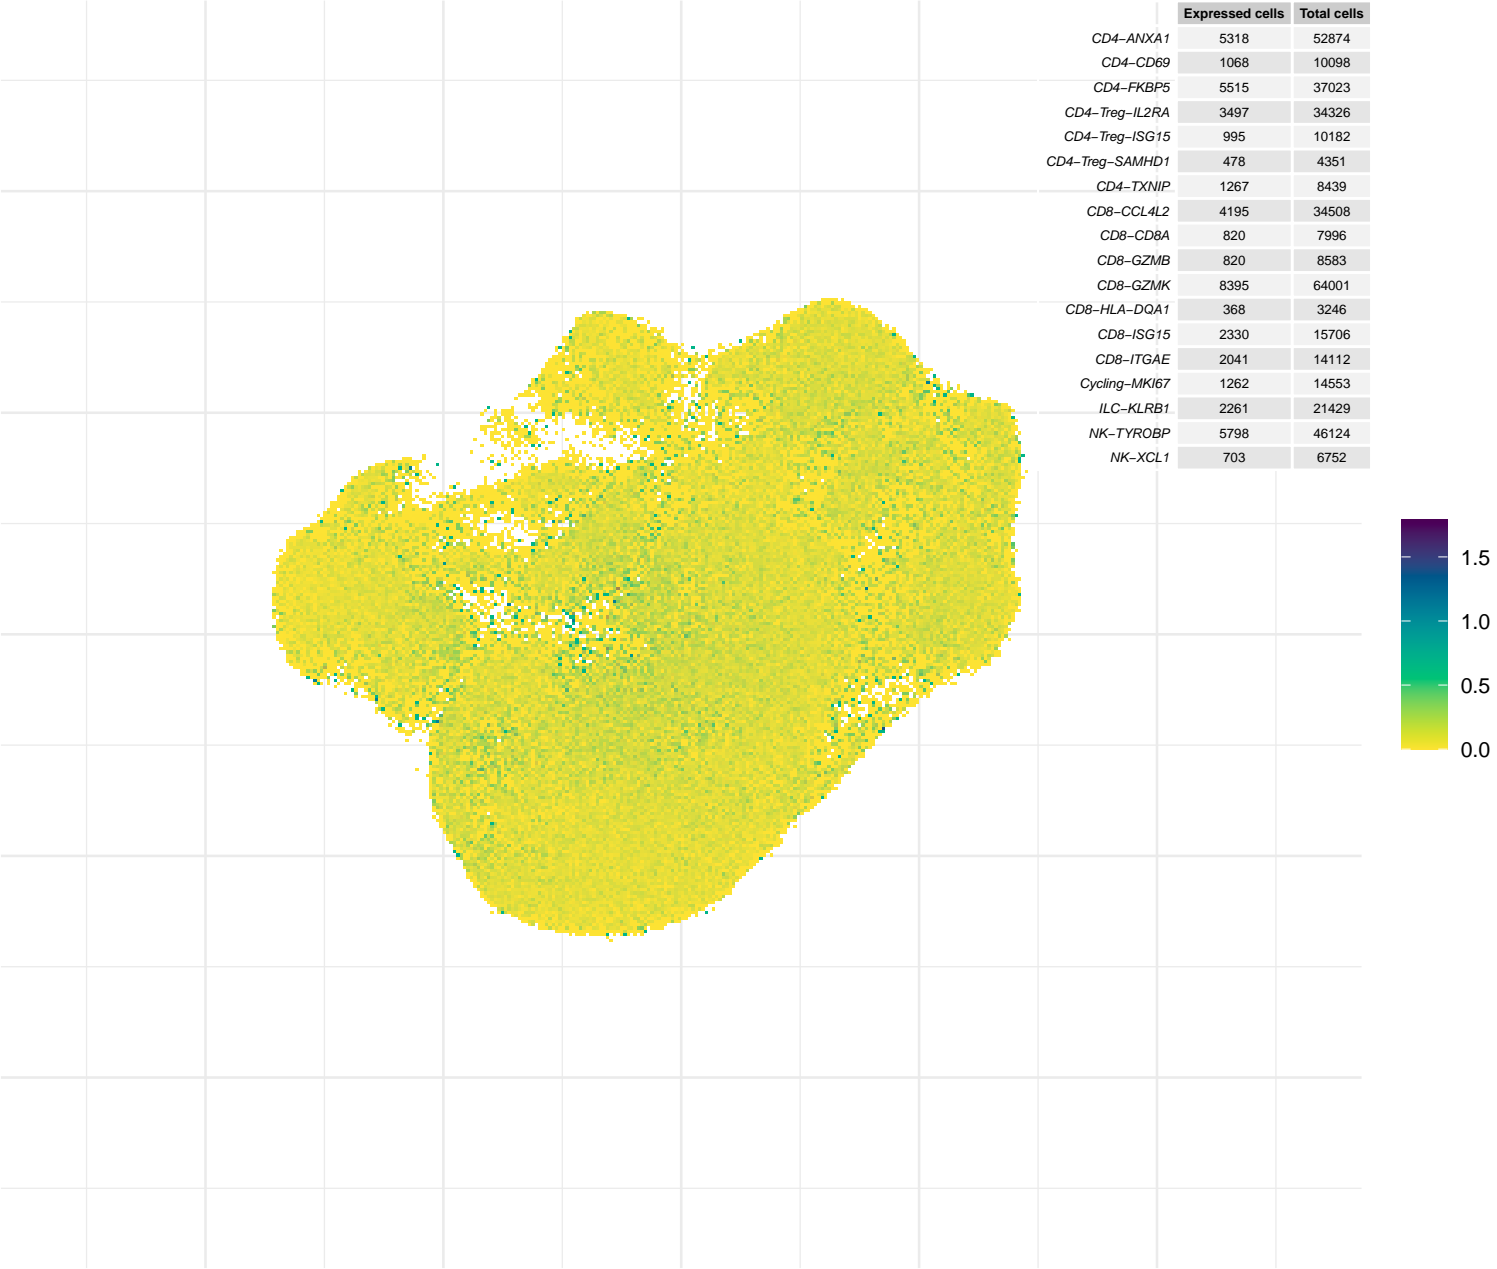 Expressed cells Total cells
CD4−ANXA1 5318 52874
CD4−CD69 1068 10098
CD4−FKBP5 5515 37023
CD4−Treg−IL2RA 3497 34326
CD4−Treg−ISG15 995 10182
CD4−Treg−SAMHD1 478 4351
CD4−TXNIP 1267 8439
CD8−CCL4L2 4195 34508
CD8−CD8A 820 7996
CD8−GZMB 820 8583
CD8−GZMK 8395 64001
CD8−HLA−DQA1 368 3246
CD8−ISG15 2330 15706
CD8−ITGAE 2041 14112
Cycling−MKI67 1262 14553
ILC−KLRB1 2261 21429
NK−TYROBP 5798 46124
NK−XCL1 703 6752
1.5
1.0
0.5
0.0